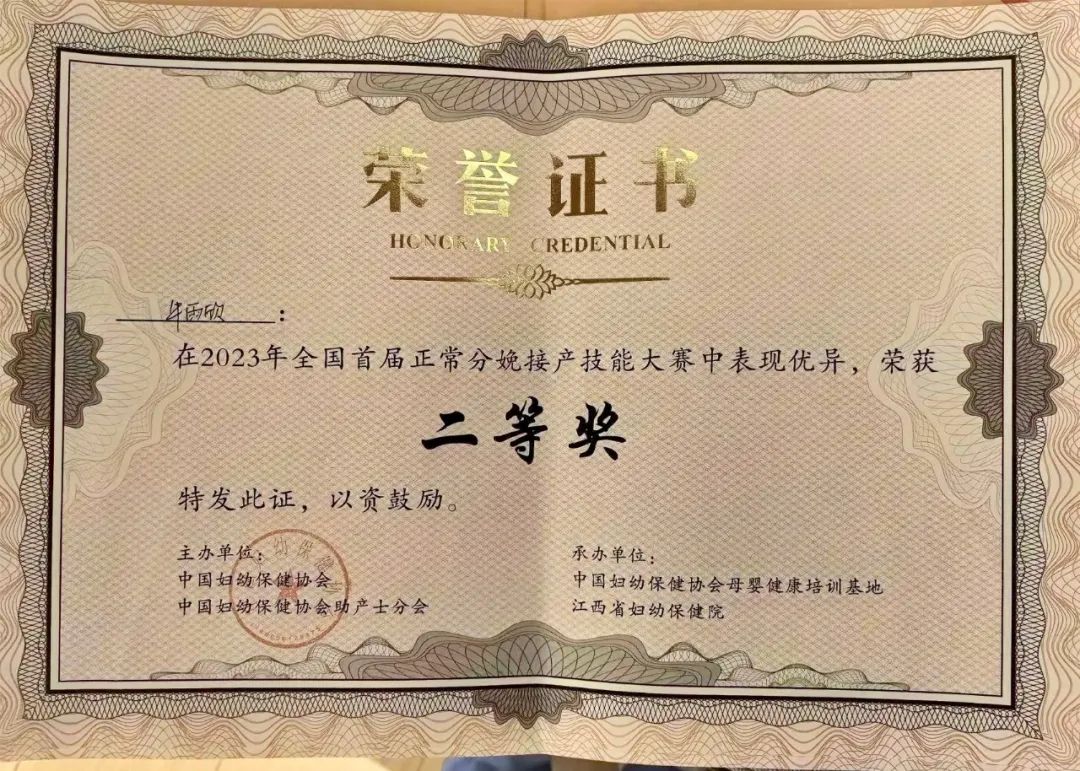 荣誉证书
HONORARY CREDENTIAL
牛雨欣:
在2023年全国首届正常分娩接产技能大赛中表现优异,荣获
二等奖
特发此证,以资鼓励。
主办单位:
中国妇幼保健协会
中国妇幼保健协会助产士分会
承办单位:
中国妇幼保健协会母婴健康培训基地
江西省妇幼保健院